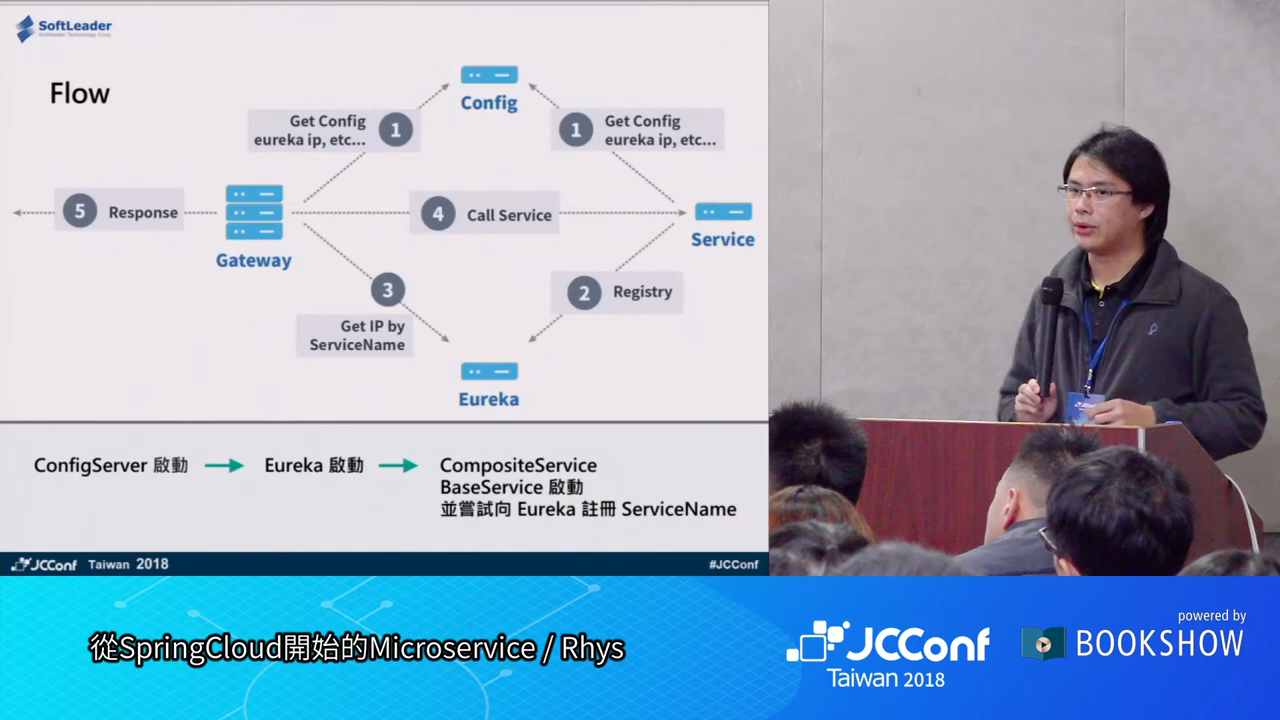 SoftLeader
Softleader Technology Corp.
Flow
Config
Get Config
eureka ip, etc...
1
1
Get Config
eureka ip, etc...
5
Response
Gateway
4
Call Service
Service
3
Get IP by
ServiceName
2
Registry
Eureka
ConfigServer 啟動
Eureka 啟動
CompositeService
BaseService 啟動
並嘗試向 Eureka 註冊 ServiceName
JCConf Taiwan 2018
#JCConf
從SpringCloud開始的Microservice / Rhys
JCConf
Taiwan 2018
powered by
BOOKSHOW